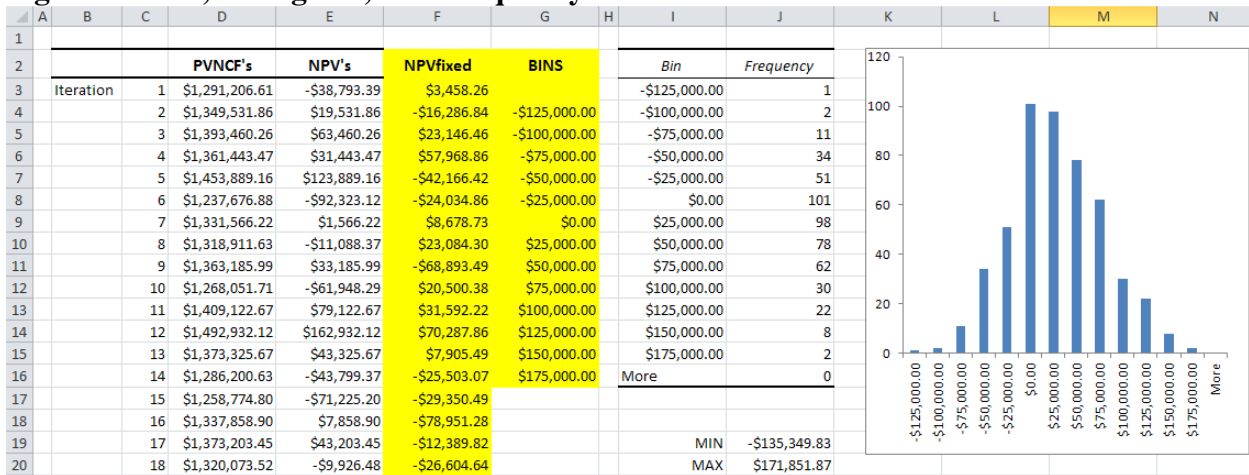 A B C D E F G H I J K L M N
1
2 PVNCF's NPV's NPVfixed BINS Bin Frequency
3 Iteration 1 $1,291,206.61 -$38,793.39 $3,458.26 -$125,000.00 1
4 2 $1,349,531.86 $19,531.86 -$16,286.84 -$125,000.00 -$100,000.00 2
5 3 $1,393,460.26 $63,460.26 $23,146.46 -$100,000.00 -$75,000.00 11
6 4 $1,361,443.47 $31,443.47 $57,968.86 -$75,000.00 -$50,000.00 34
7 5 $1,453,889.16 $123,889.16 -$42,166.42 -$50,000.00 -$25,000.00 51
8 6 $1,237,676.88 -$92,323.12 -$24,034.86 -$25,000.00 $0.00 101
9 7 $1,331,566.22 $1,566.22 $8,678.73 $0.00 $25,000.00 98
10 8 $1,318,911.63 -$11,088.37 $23,084.30 $25,000.00 $50,000.00 78
11 9 $1,363,185.99 $33,185.99 -$68,893.49 $50,000.00 $75,000.00 62
12 10 $1,268,051.71 -$61,948.29 $20,500.38 $75,000.00 $100,000.00 30
13 11 $1,409,122.67 $79,122.67 $31,592.22 $100,000.00 $125,000.00 22
14 12 $1,492,932.12 $162,932.12 $70,287.86 $125,000.00 $150,000.00 8
15 13 $1,373,325.67 $43,325.67 $7,905.49 $150,000.00 $175,000.00 2
16 14 $1,286,200.63 -$43,799.37 -$25,503.07 $175,000.00 More 0
17 15 $1,258,774.80 -$71,225.20 -$29,350.49
18 16 $1,337,858.90 $7,858.90 -$78,951.28
19 17 $1,373,203.45 $43,203.45 -$12,389.82 MIN -$135,349.83
20 18 $1,320,073.52 -$9,926.48 -$26,604.64 MAX $171,851.87
120
100
80
60
40
20
0
-$125,000.00
-$100,000.00
-$75,000.00
-$50,000.00
-$25,000.00
$0.00
$25,000.00
$50,000.00
$75,000.00
$100,000.00
$125,000.00
$150,000.00
$175,000.00
More